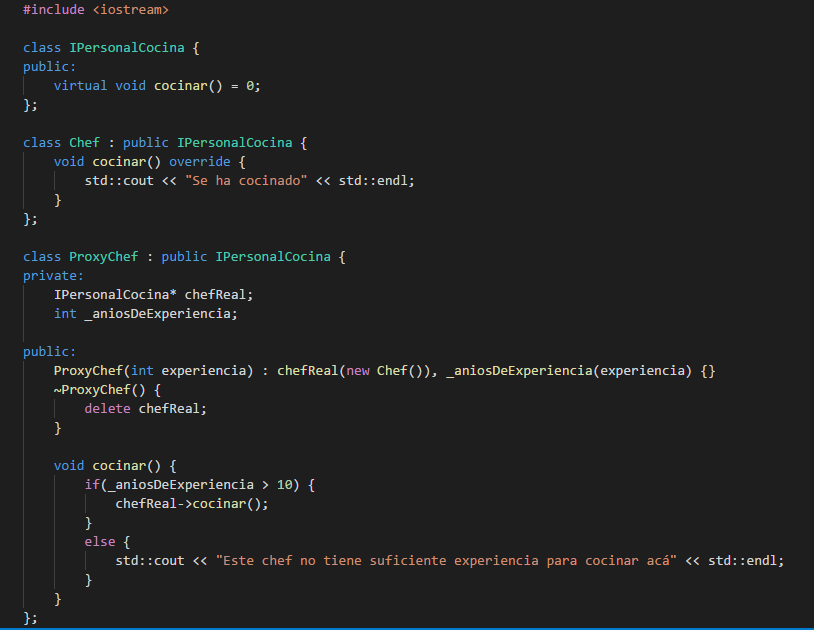 #include <iostream>
class IPersonalCocina {
public:
    virtual void cocinar() = 0;
};
class Chef : public IPersonalCocina {
    void cocinar() override {
        std::cout << "Se ha cocinado" << std::endl;
    }
};
class ProxyChef : public IPersonalCocina {
private:
    IPersonalCocina* chefReal;
    int _aniosDeExperiencia;
public:
    ProxyChef(int experiencia) : chefReal(new Chef()), _aniosDeExperiencia(experiencia) {}
    ~ProxyChef() {
        delete chefReal;
    }
    void cocinar() {
        if(_aniosDeExperiencia > 10) {
            chefReal->cocinar();
        }
        else {
            std::cout << "Este chef no tiene suficiente experiencia para cocinar acá" << std::endl;
        }
    }
};